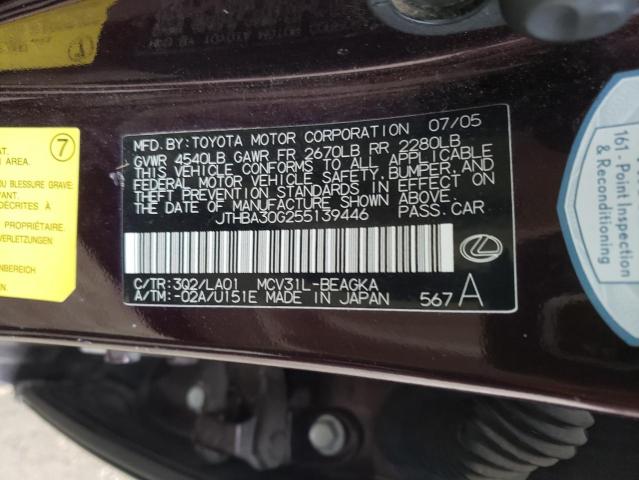 MFD. BY: TOYOTA MOTOR CORPORATION 07/05
GVWR 4540LB GAWR FR 2670LB RR 2280LB
THIS VEHICLE CONFORMS TO ALL APPLICABLE
FEDERAL MOTOR VEHICLE SAFETY, BUMPER, AND
THEFT PREVENTION STANDARDS IN EFFECT ON
THE DATE OF MANUFACTURE SHOWN ABOVE.
JTHBA30G255139446 PASS. CAR
C/TR: 3Q2/LA01 MCV31L-BEAGKA
A/TM: -02A/U151E MADE IN JAPAN 567 A
7
AT.
N AREA.
OU BLESSURE GRAVE
DÉCRITES À
PROPRIÉTAIRE.
VERLETZUNGEN.
EHEBENEN
161 - Point Inspection
& Reconditioning